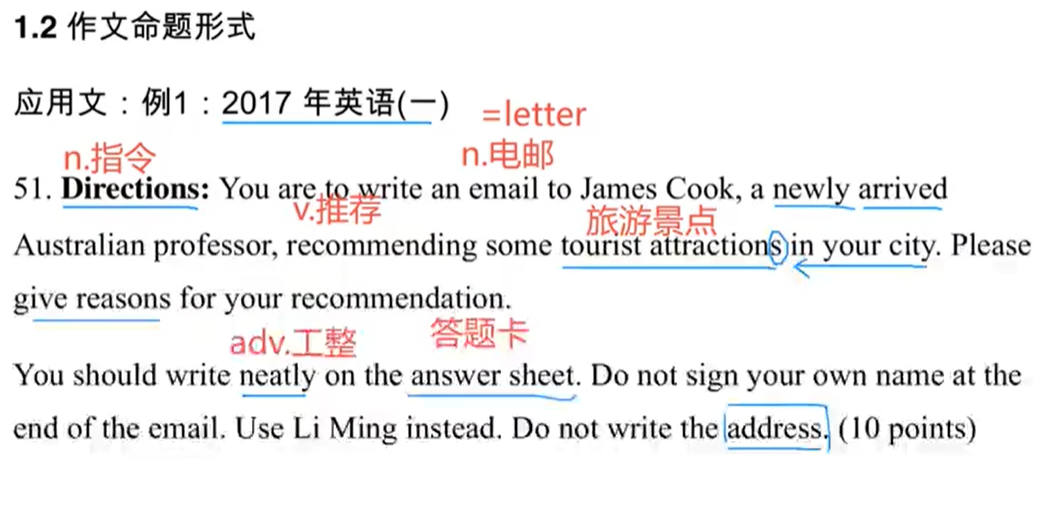 1.2 作文命题形式
应用文：例1：2017 年英语(一)
=letter
n.指令
n.电邮
51. Directions: You are to write an email to James Cook, a newly arrived
v.推荐
旅游景点
Australian professor, recommending some tourist attractions in your city. Please
give reasons for your recommendation.
adv.工整
答题卡
You should write neatly on the answer sheet. Do not sign your own name at the
end of the email. Use Li Ming instead. Do not write the address. (10 points)